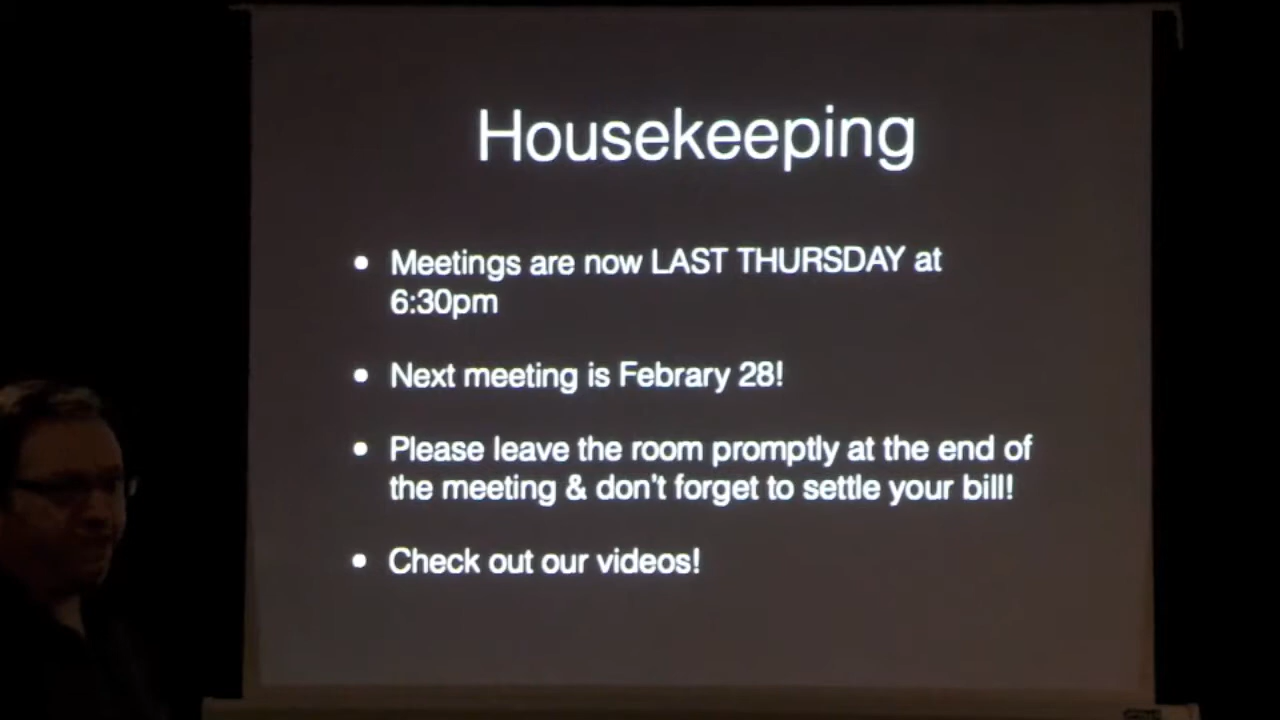 Housekeeping
• Meetings are now LAST THURSDAY at
6:30pm
• Next meeting is Febrary 28!
• Please leave the room promptly at the end of
the meeting & don't forget to settle your bill!
• Check out our videos!